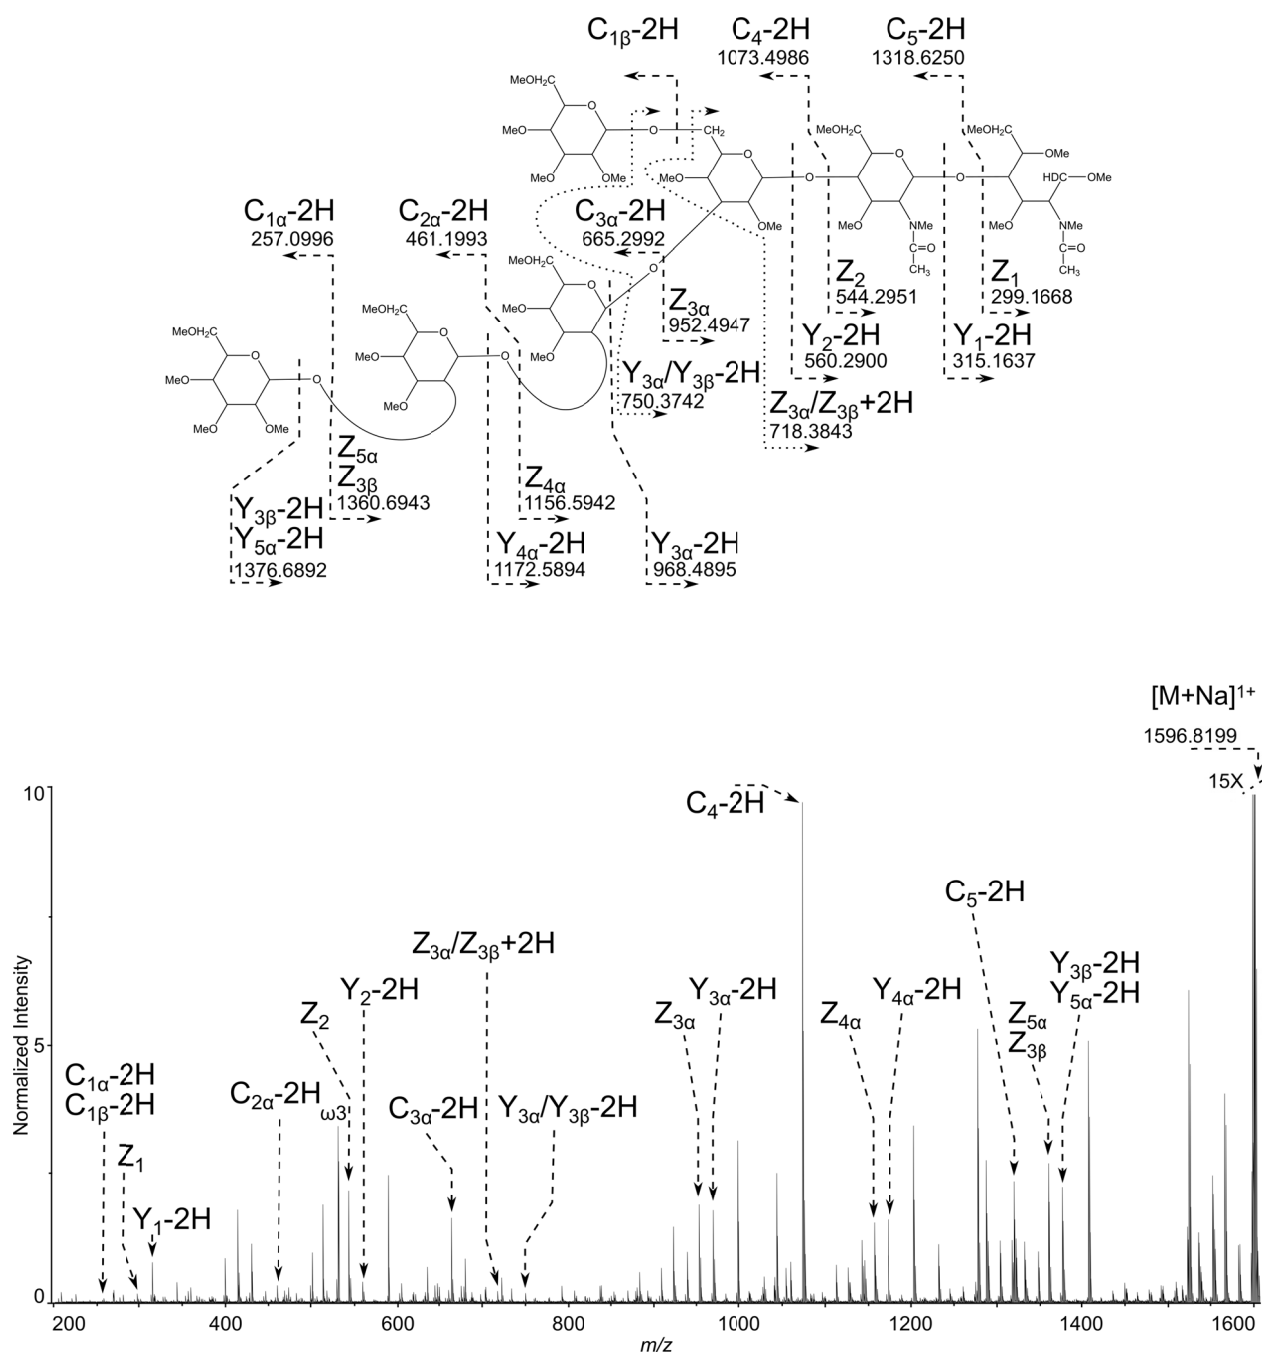 C1β-2H C4-2H C5-2H
1073.4986 1318.6250
MeOH2C O
MeO O CH2 MeOH2C O MeOH2C
MeO OMe MeO O O OMe
O O HDC OMe
C1α-2H C2α-2H C3α-2H OMe MeO NMe MeO NMe
257.0996 461.1993 665.2992 C=O C=O
MeOH2C O O Z2 CH3 Z1 CH3
MeO Z3α 544.2951 299.1668
MeOH2C O MeO 952.4947 Y2-2H Y1-2H
MeOH2C O MeO O 560.2900 315.1637
MeO O MeO Y3α/Y3β-2H
MeO OMe 750.3742 Z3α/Z3β+2H
718.3843
Z5α
Z3β Z4α
1360.6943 1156.5942
Y3β-2H
Y5α-2H Y4α-2H Y3α-2H
1376.6892 1172.5894 968.4895
[M+Na]1+
1596.8199
15X
10
C4-2H
C5-2H
Z3α/Z3β+2H
Y3β-2H
Y2-2H Y3α-2H Y4α-2H Y5α-2H
Z2 Z3α Z4α Z5α
Z3β
Normalized Intensity
5
C1α-2H
C1β-2H C2α-2H ω3 C3α-2H Y3α/Y3β-2H
Z1
Y1-2H
0
200 400 600 800 1000 1200 1400 1600
m/z